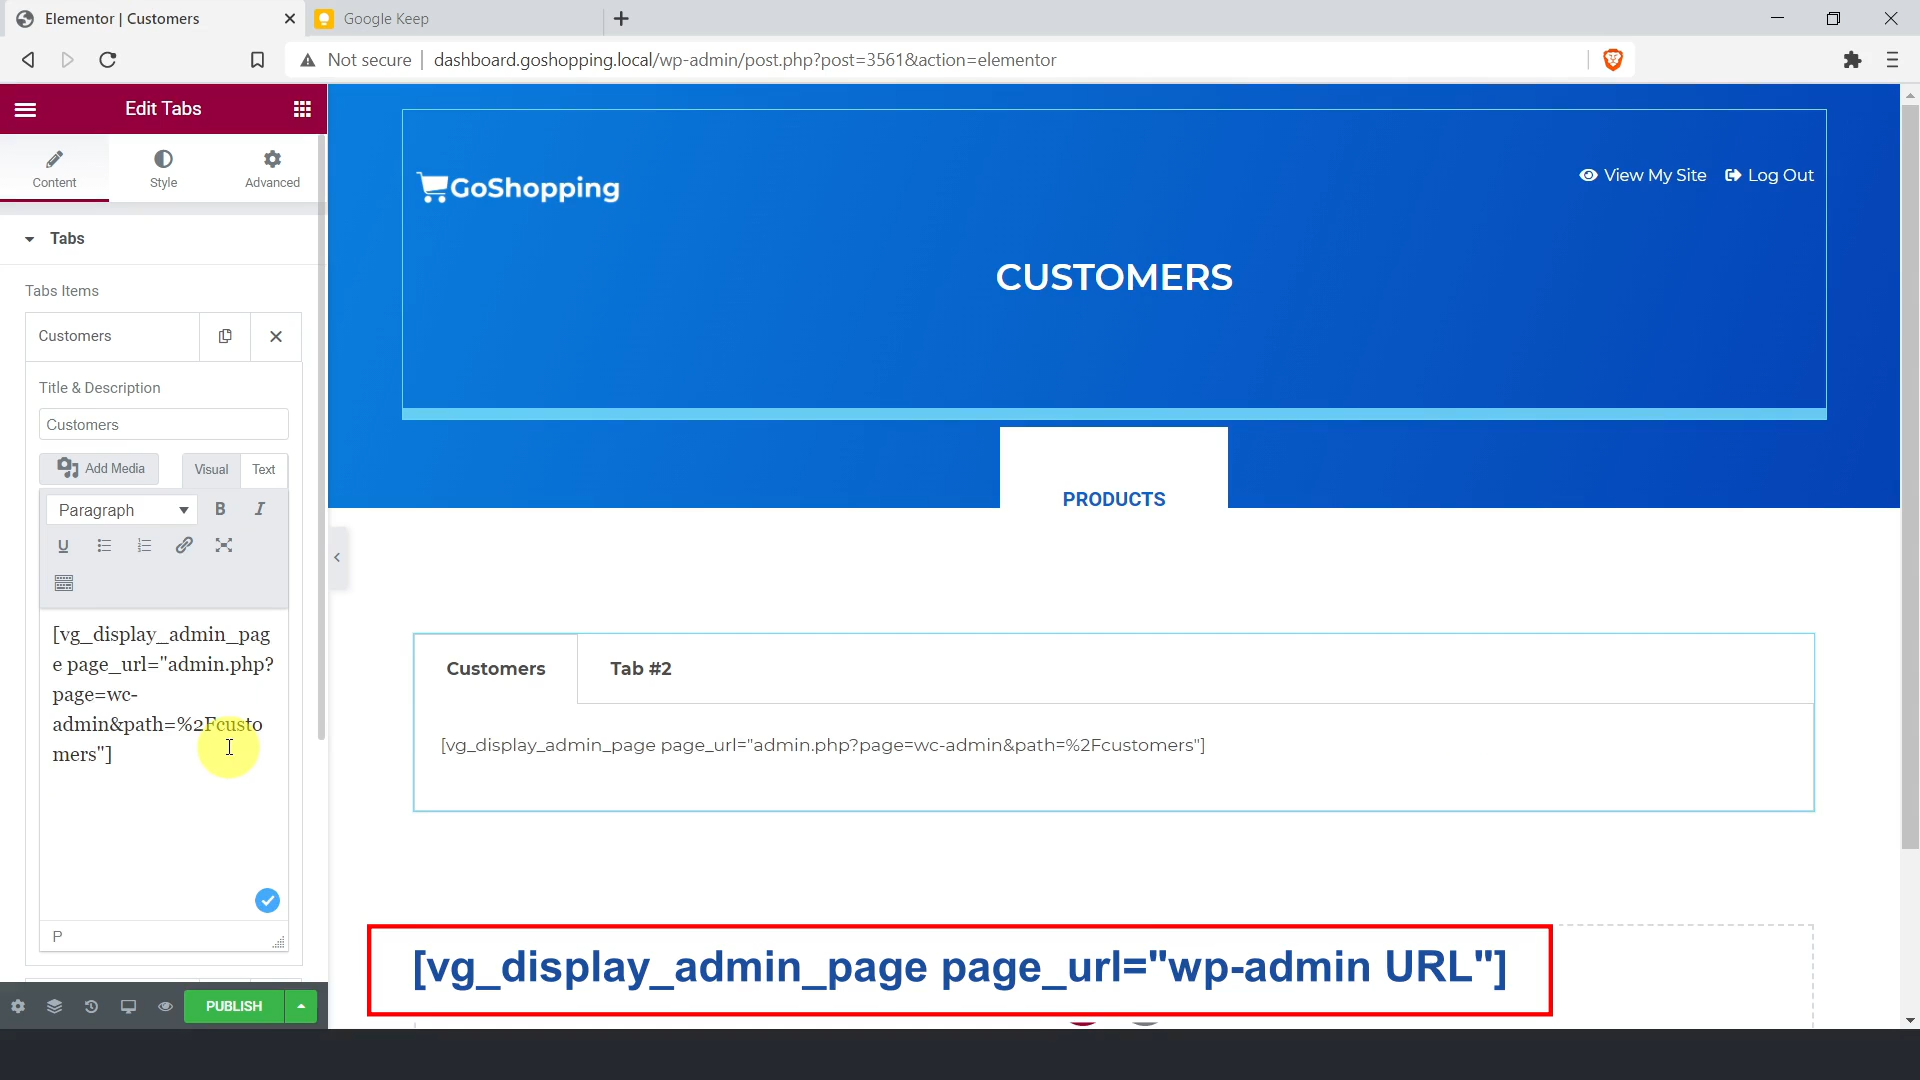 Elementor | Customers
Google Keep
Not secure
dashboard.goshopping.local/wp-admin/post.php?post=3561&action=elementor
Edit Tabs
Content
Style
Advanced
Tabs
Tabs Items
Customers
Title & Description
Customers
Add Media
Visual
Text
Paragraph
B
I
U
[vg_display_admin_pag
e page_url="admin.php?
page=wc-
admin&path=%2Fcusto
mers"]
P
PUBLISH
GoShopping
View My Site
Log Out
CUSTOMERS
PRODUCTS
Customers
Tab #2
[vg_display_admin_page page_url="admin.php?page=wc-admin&path=%2Fcustomers"]
[vg_display_admin_page page_url="wp-admin URL"]